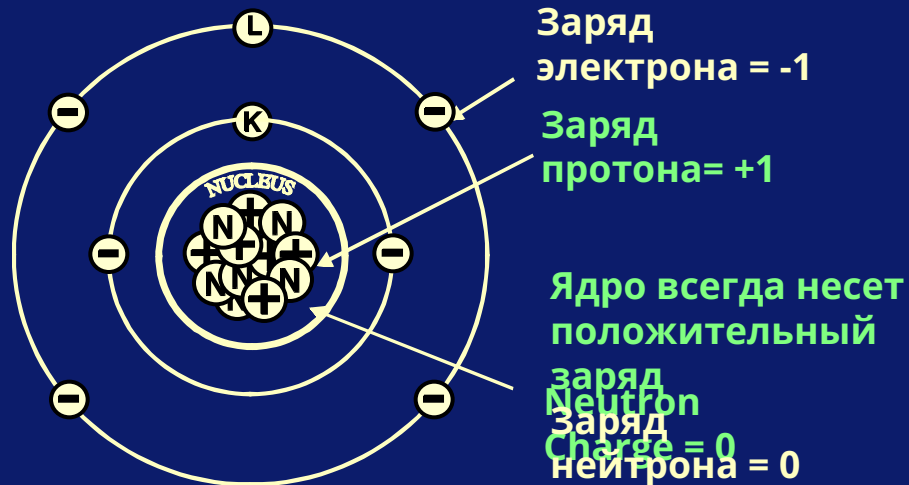 L
Заряд
электрона = -1
K
Заряд
протона= +1
NUCLEUS
+
N
N
+
+
+
N
N
N
N
+
Ядро всегда несет
положительный
заряд
Neutron
Charge = 0
Заряд
нейтрона = 0